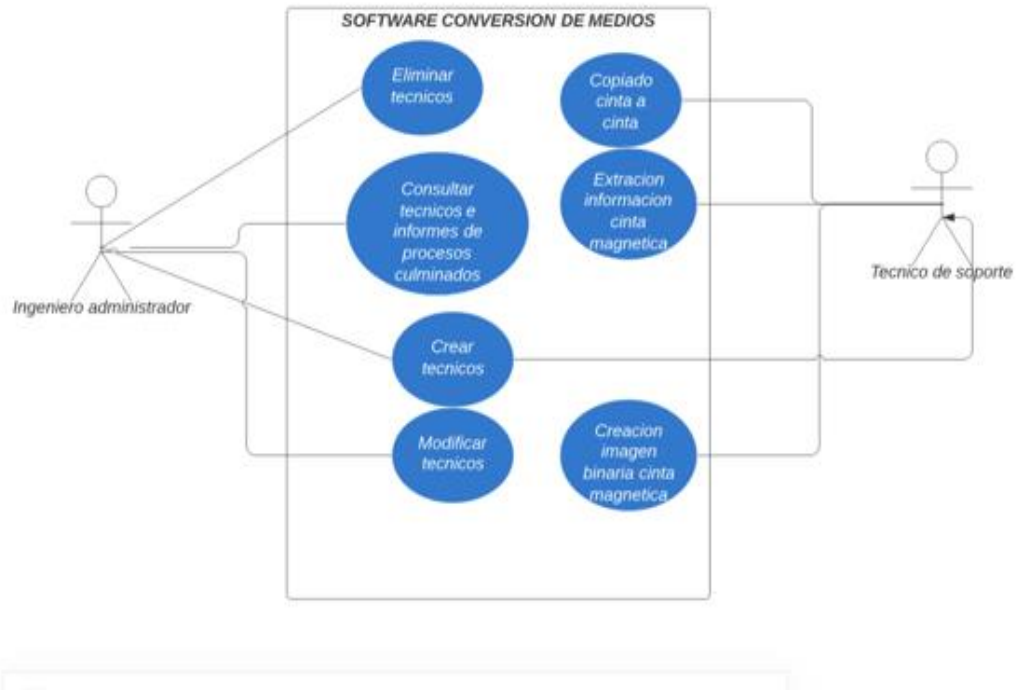 SOFTWARE CONVERSION DE MEDIOS
Eliminar
tecnicos
Copiado
cinta a
cinta
Consultar
tecnicos e
informes de
procesos
culminados
Extracion
informacion
cinta
magnetica
Ingeniero administrador
Tecnico de soporte
Crear
tecnicos
Modificar
tecnicos
Creacion
imagen
binaria cinta
magnetica